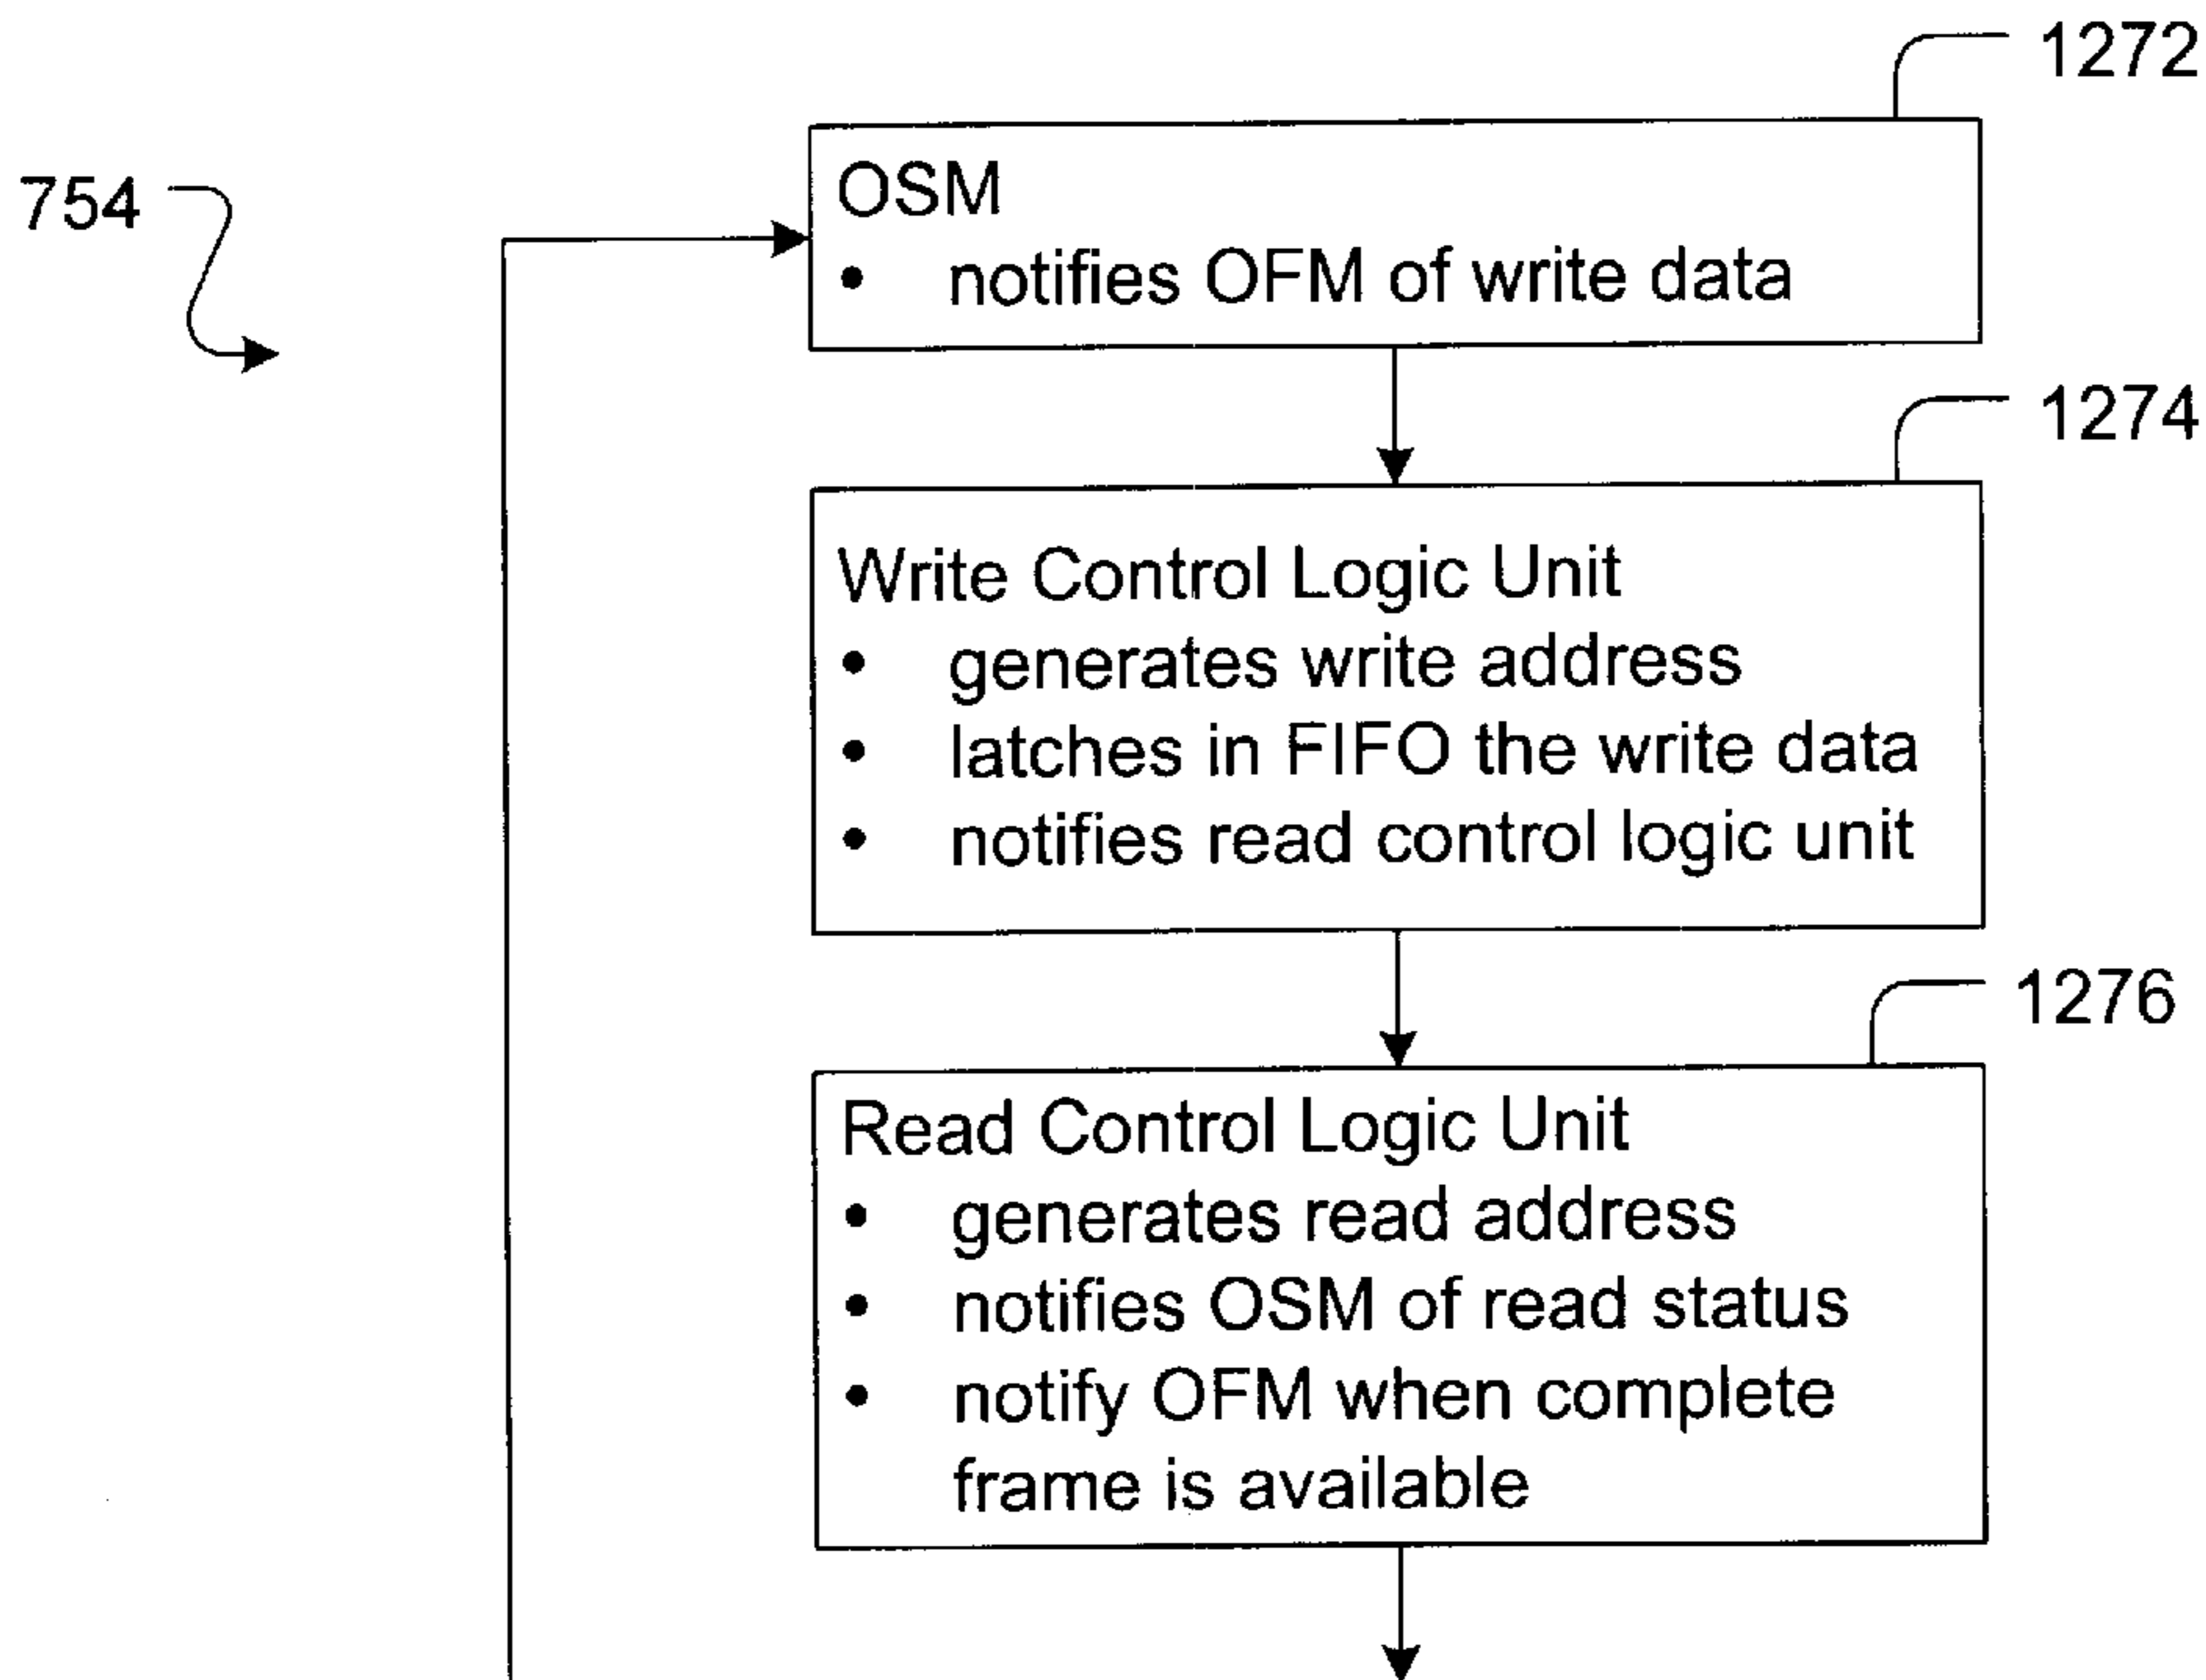 1272
754
OSM
• notifies OFM of write data
1274
Write Control Logic Unit
• generates write address
• latches in FIFO the write data
• notifies read control logic unit
1276
Read Control Logic Unit
• generates read address
• notifies OSM of read status
• notify OFM when complete
frame is available